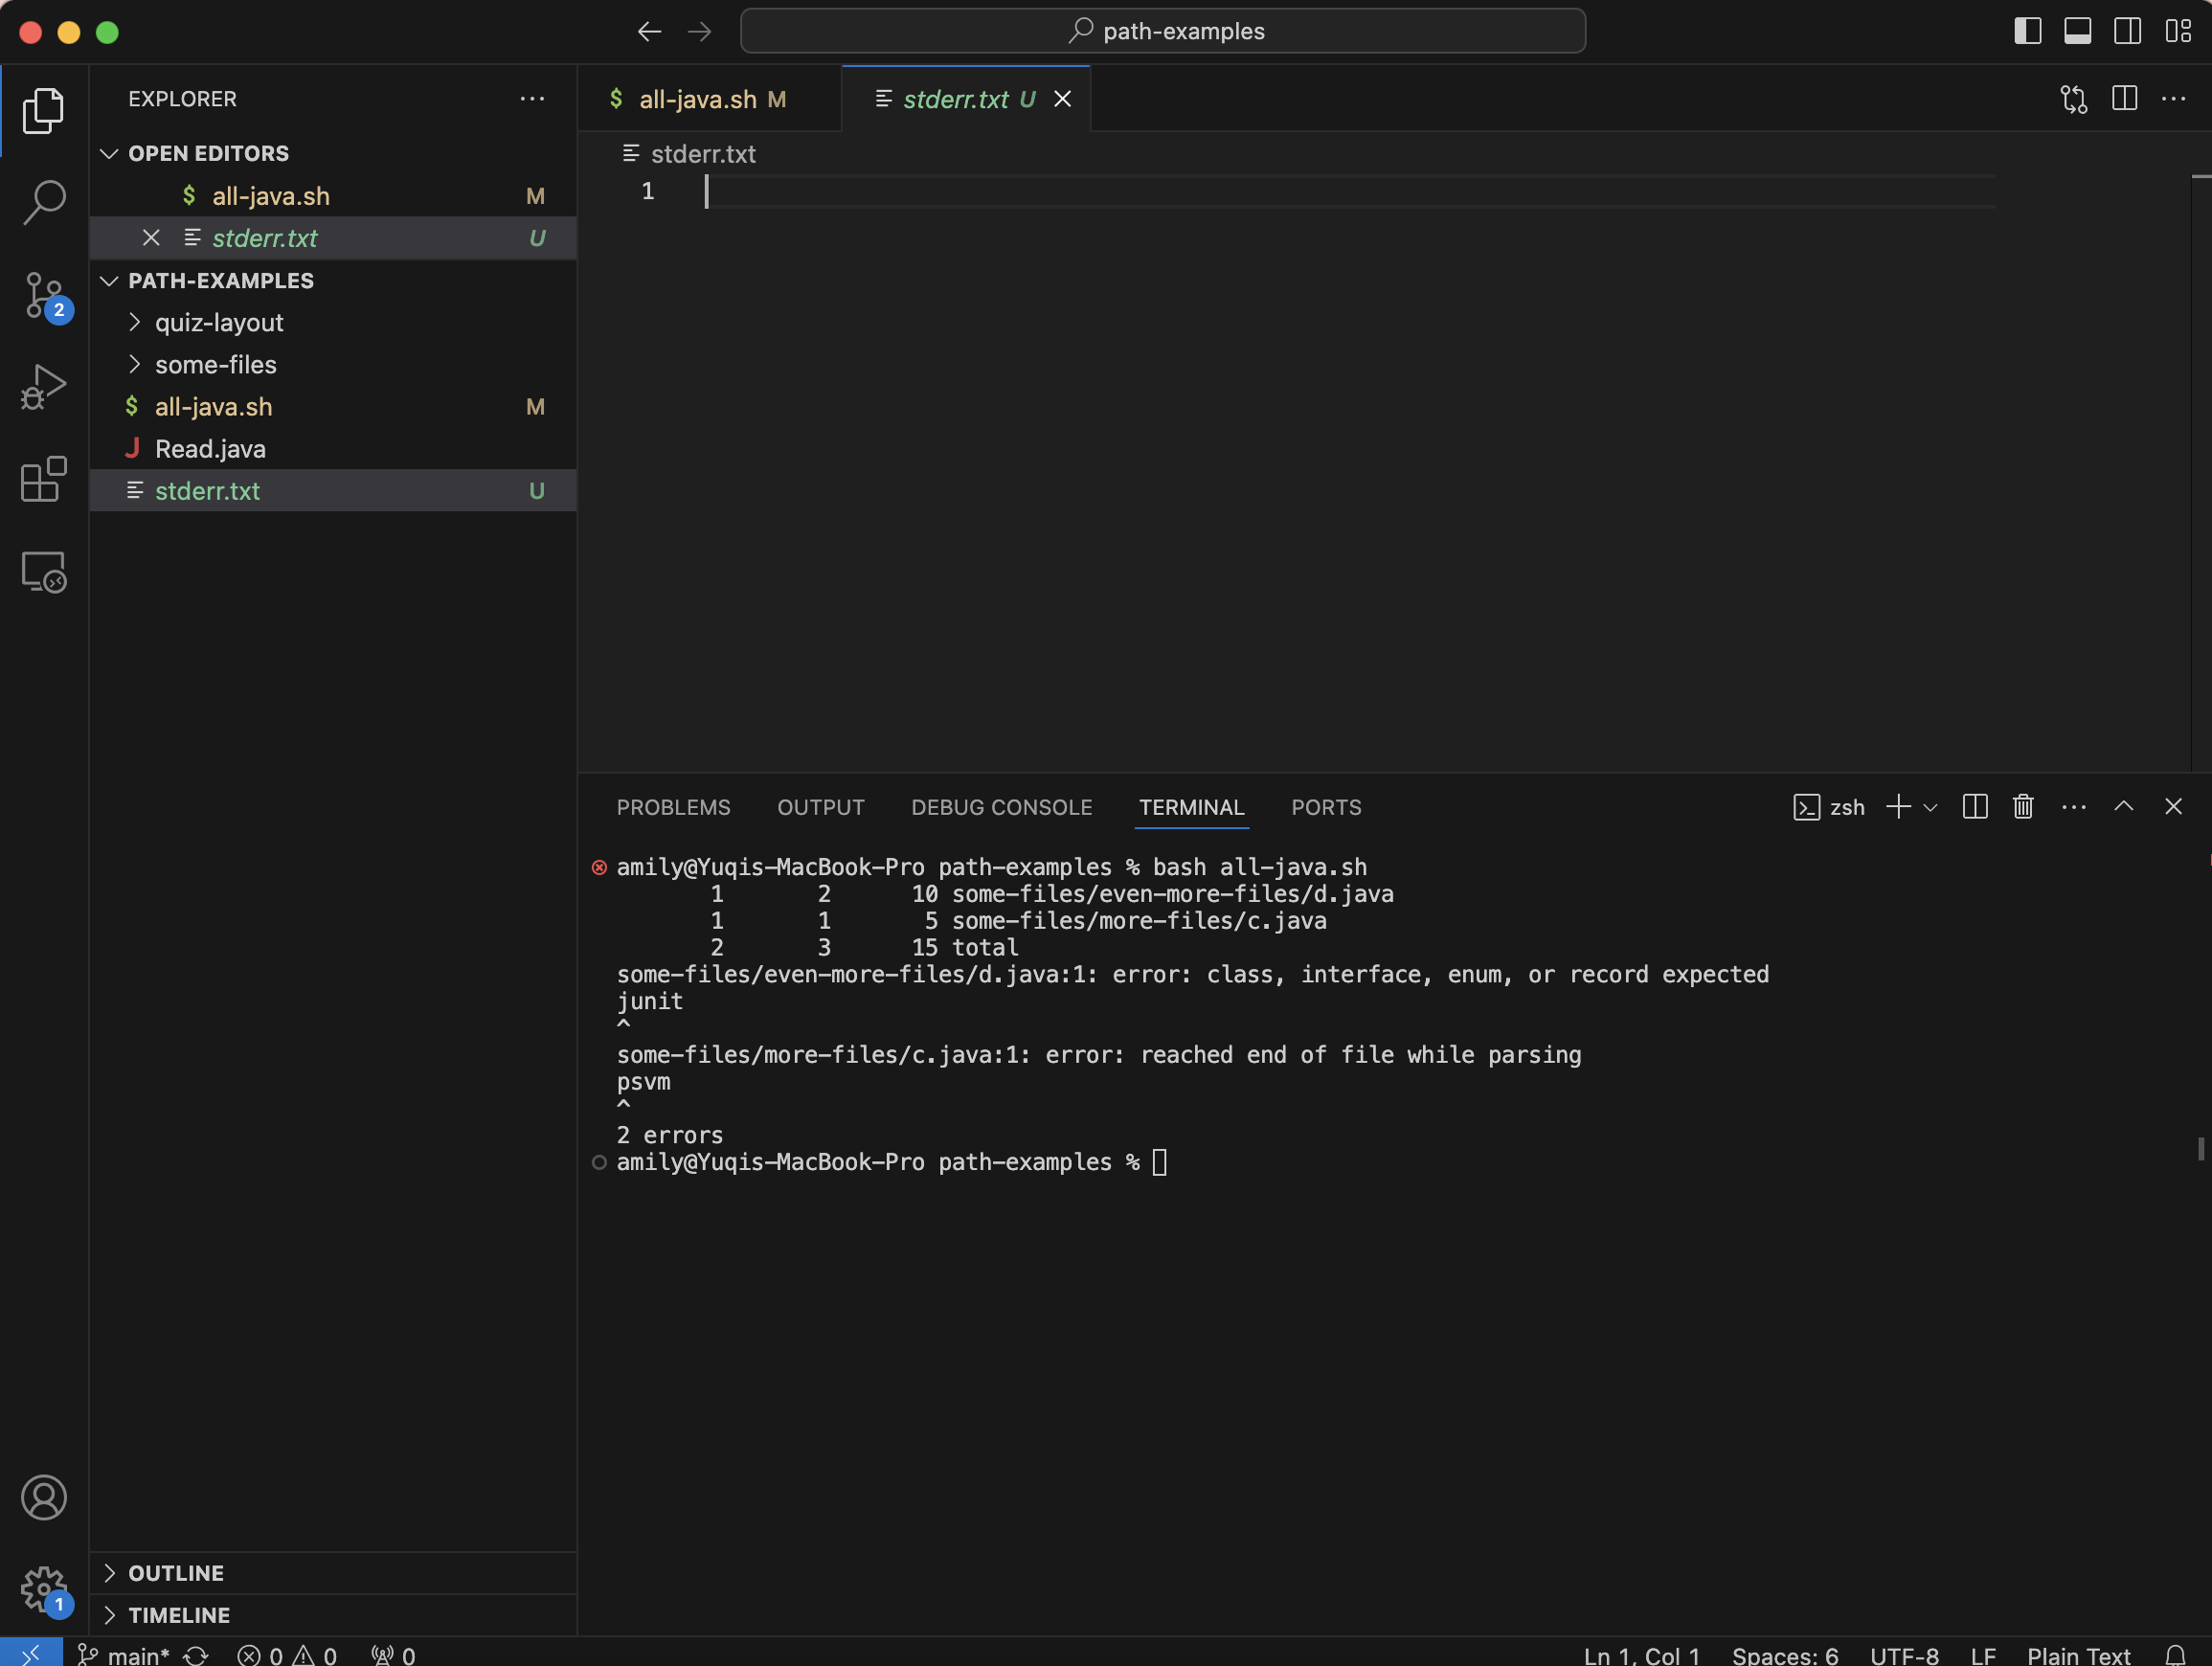 path-examples
EXPLORER
OPEN EDITORS
$ all-java.sh M
stderr.txt U
PATH-EXAMPLES
quiz-layout
some-files
$ all-java.sh M
J Read.java
stderr.txt U
OUTLINE
TIMELINE
2
1
$ all-java.sh M
stderr.txt U
stderr.txt
1
PROBLEMS OUTPUT DEBUG CONSOLE TERMINAL PORTS
zsh
amily@Yuqis-MacBook-Pro path-examples % bash all-java.sh
       1       2      10 some-files/even-more-files/d.java
       1       1       5 some-files/more-files/c.java
       2       3      15 total
some-files/even-more-files/d.java:1: error: class, interface, enum, or record expected
junit
^
some-files/more-files/c.java:1: error: reached end of file while parsing
psvm
^
2 errors
amily@Yuqis-MacBook-Pro path-examples %
main* 0 0 0 Ln 1, Col 1 Spaces: 6 UTF-8 LF Plain Text